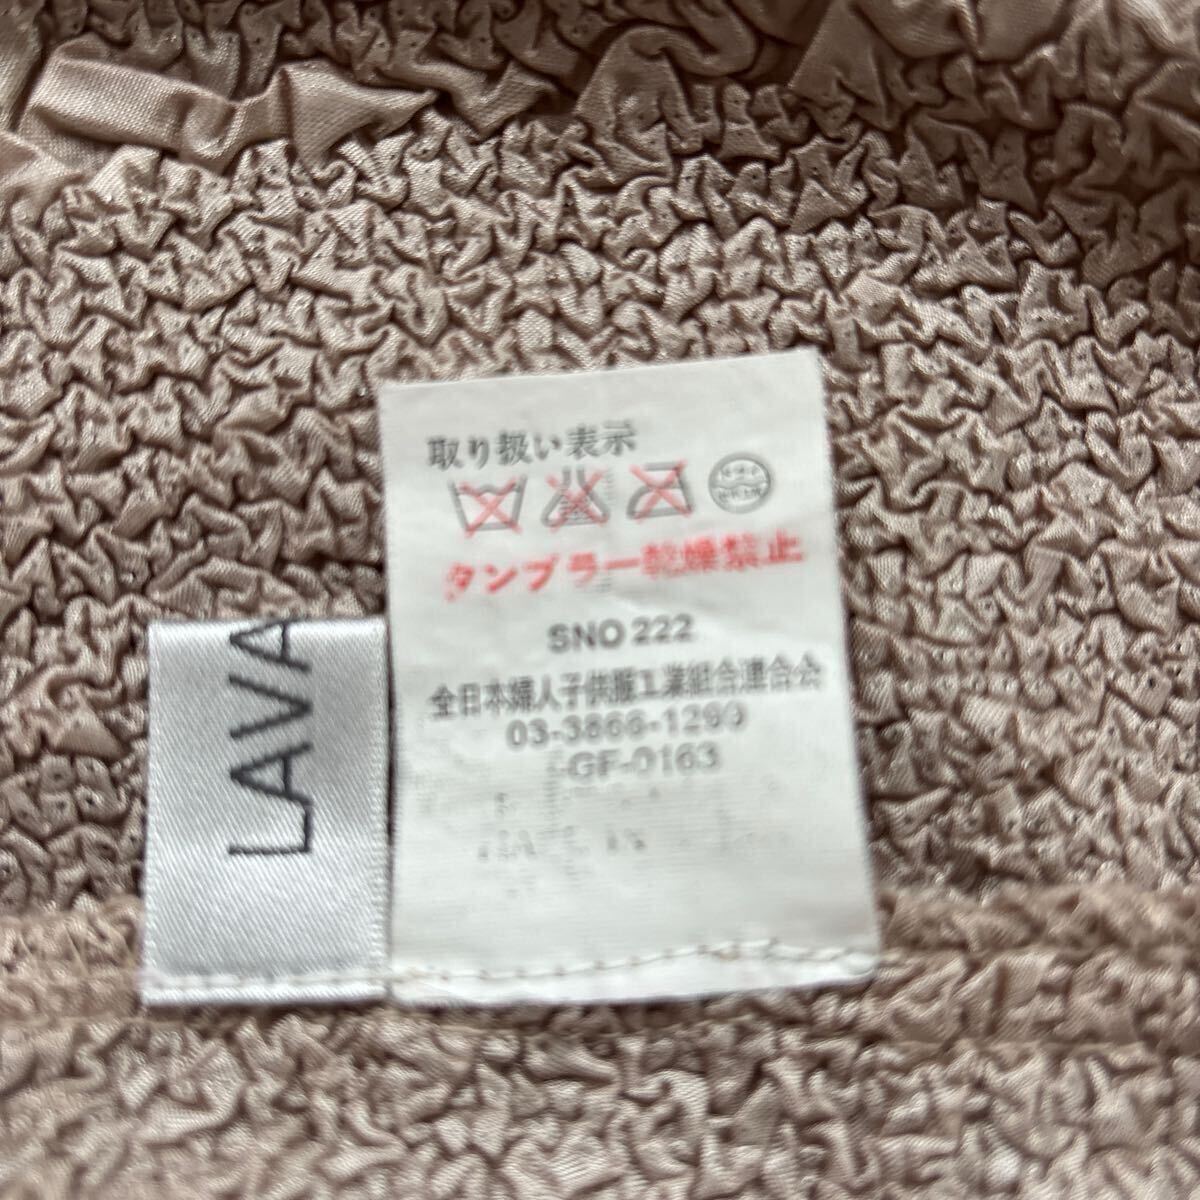 取り扱い表示
タンブラー乾燥禁止
SNO 222
全日本婦人子供服工業組合連合会
03-3866-1290
GF-0163
LAVA